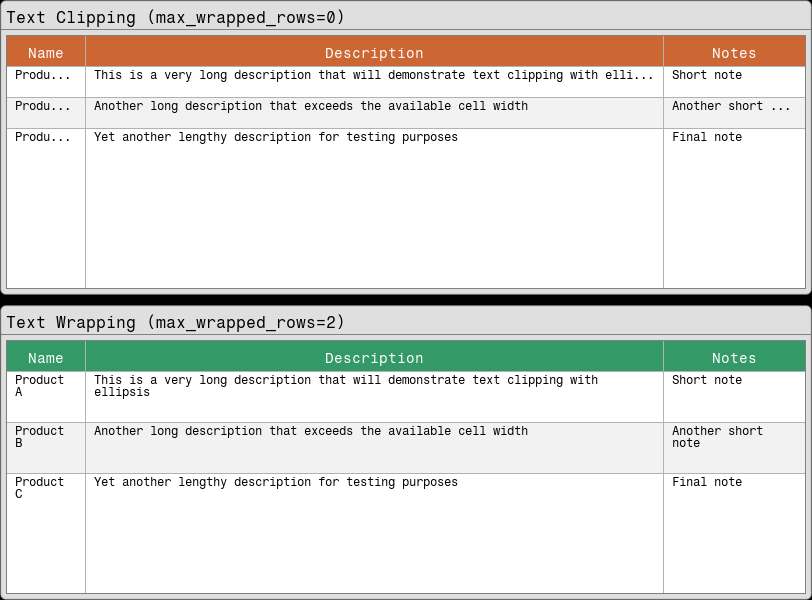 Text Clipping (max_wrapped_rows=0)
Name Description Notes
Produ... This is a very long description that will demonstrate text clipping with elli... Short note
Produ... Another long description that exceeds the available cell width Another short ...
Produ... Yet another lengthy description for testing purposes Final note
Text Wrapping (max_wrapped_rows=2)
Name Description Notes
Product This is a very long description that will demonstrate text clipping with Short note
A ellipsis
Product Another long description that exceeds the available cell width Another short
B note
Product Yet another lengthy description for testing purposes Final note
C